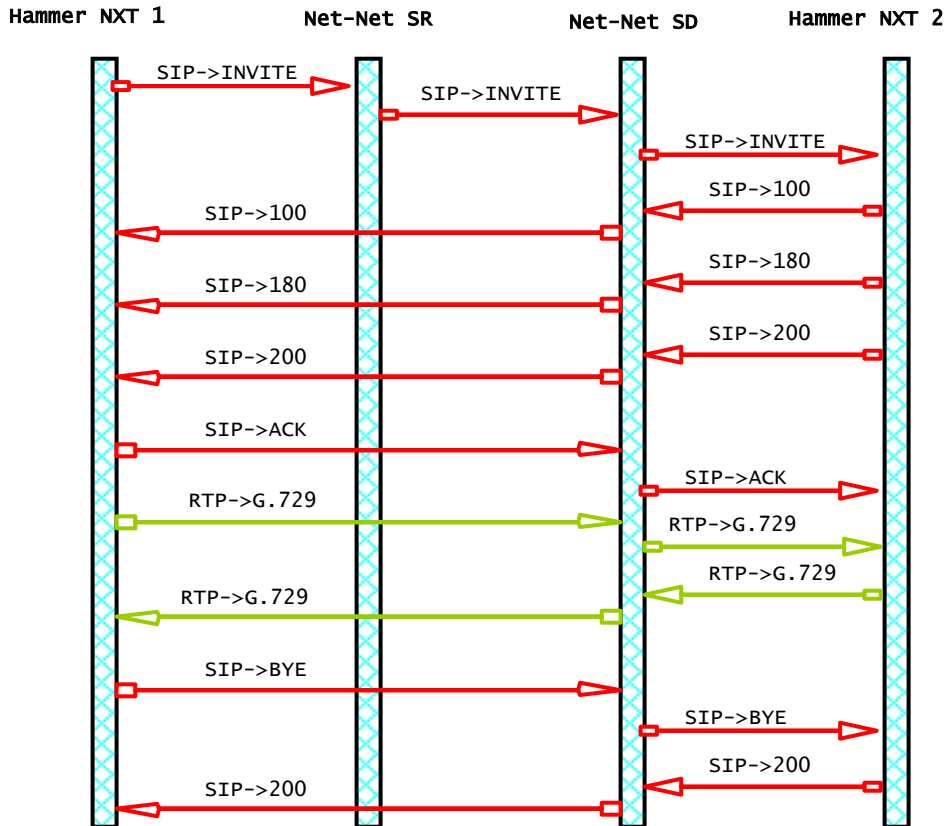 Hammer NXT 1
Net-Net SR
Net-Net SD
Hammer NXT 2
SIP->INVITE
SIP->INVITE
SIP->INVITE
SIP->100
SIP->100
SIP->180
SIP->180
SIP->200
SIP->200
SIP->ACK
SIP->ACK
RTP->G.729
RTP->G.729
RTP->G.729
RTP->G.729
SIP->BYE
SIP->BYE
SIP->200
SIP->200